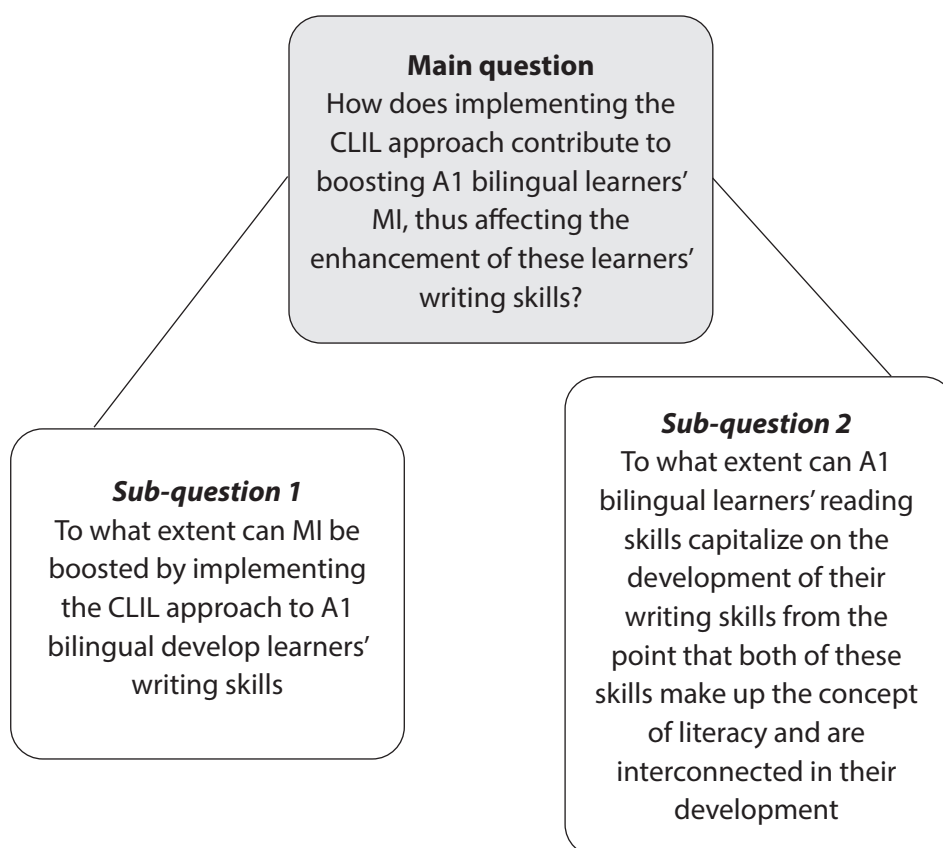 Main question
How does implementing the
CLIL approach contribute to
boosting A1 bilingual learners’
MI, thus affecting the
enhancement of these learners’
writing skills?
Sub-question 1
To what extent can MI be
boosted by implementing
the CLIL approach to A1
bilingual develop learners’
writing skills
Sub-question 2
To what extent can A1
bilingual learners’ reading
skills capitalize on the
development of their
writing skills from the
point that both of these
skills make up the concept
of literacy and are
interconnected in their
development